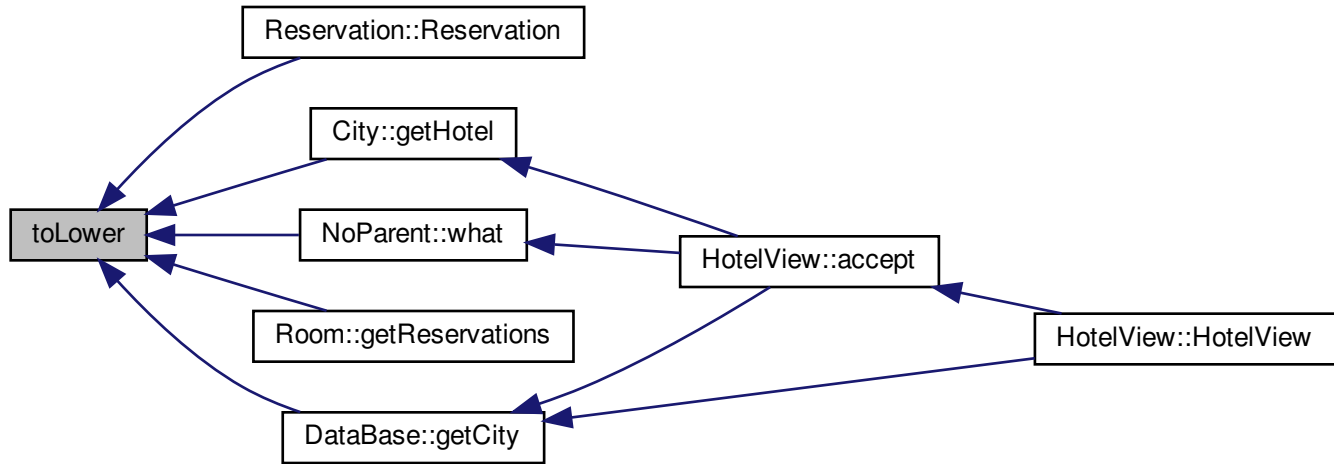 Reservation::Reservation
City::getHotel
toLower
NoParent::what
HotelView::accept
Room::getReservations
HotelView::HotelView
DataBase::getCity